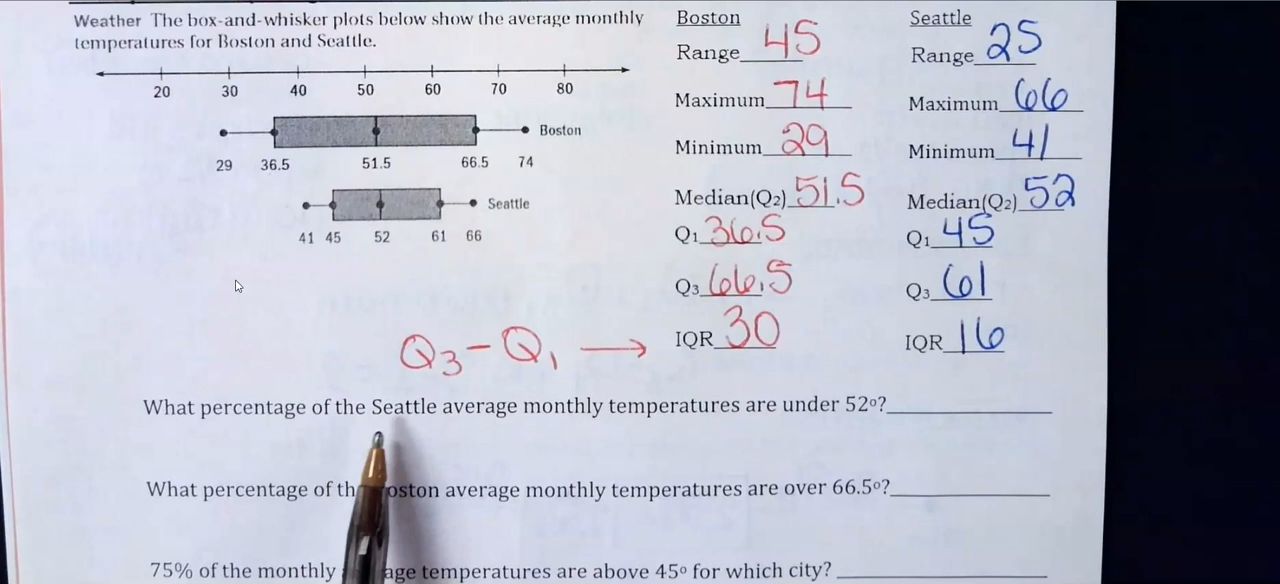 Weather The box-and-whisker plots below show the average monthly
temperatures for Boston and Seattle.
20 30 40 50 60 70 80
Boston
29 36.5 51.5 66.5 74
Seattle
41 45 52 61 66
Boston
Range 45
Maximum 74
Minimum 29
Median(Q2) 51.5
Q1 36.5
Q3 66.5
IQR 30
Seattle
Range 25
Maximum 66
Minimum 41
Median(Q2) 52
Q1 45
Q3 61
IQR 16
Q3 - Q1 →
What percentage of the Seattle average monthly temperatures are under 52º?
What percentage of th oston average monthly temperatures are over 66.5º?
75% of the monthly age temperatures are above 45º for which city?